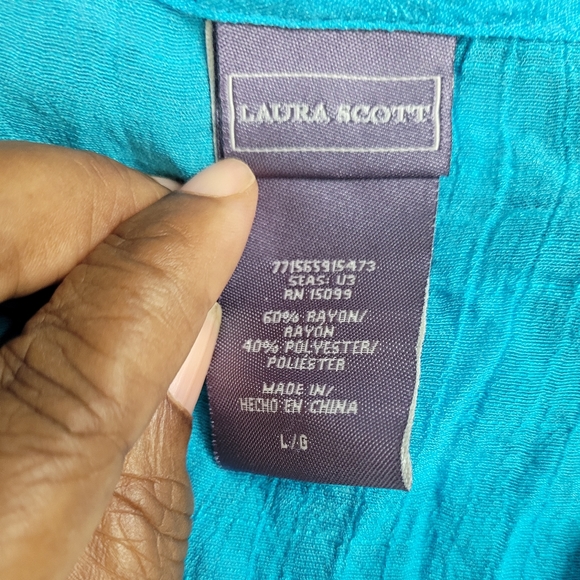 LAURA SCOTT
771565915473
SEAS: U3
RN 15099
60% RAYON/
RAYON
40% POLYESTER/
POLIÉSTER
MADE IN/
HECHO EN CHINA
L/G